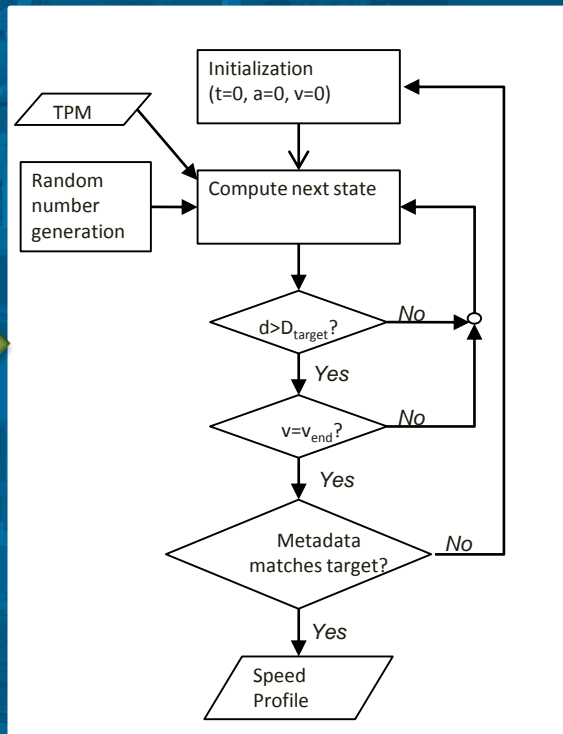 Initialization
(t=0, a=0, v=0)
TPM
Random
number
generation
Compute next state
d>Dtarget?
No
Yes
v=vend?
No
Yes
Metadada
matches target?
No
Yes
Speed
Profile